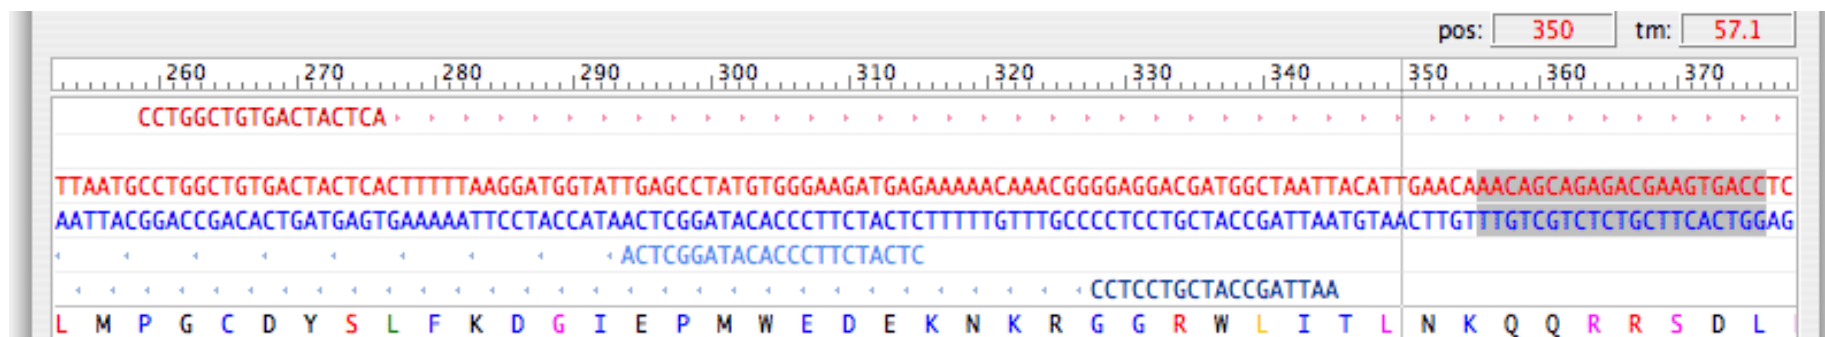 pos: 350 tm: 57.1
260 270 280 290 300 310 320 330 340 350 360 370
CCTGGCTGTGACTACTCA
TTAATGCCTGGCTGTGACTACTCACTTTTTAAGGATGGTATTGAGCCTATGTGGGAAGATGAGAAAAACAAACGGGGAGGACGATGGCTAATTACATTGAACAAACAGCAGAGACGAAGTGACCTC
AATTACGGACCGACACTGATGAGTGAAAAATTCCTACCATAACTCGGATACACCCTTCTACTCTTTTTGTTTGCCCCTCCTGCTACCGATTAATGTAACTTGTTTGTCGTCTCTGCTTCACTGGAG
ACTCGGATACACCCTTCTACTC
CCTCCTGCTACCGATTAA
L M P G C D Y S L F K D G I E P M W E D E K N K R G G R W L I T L N K Q Q R R S D L